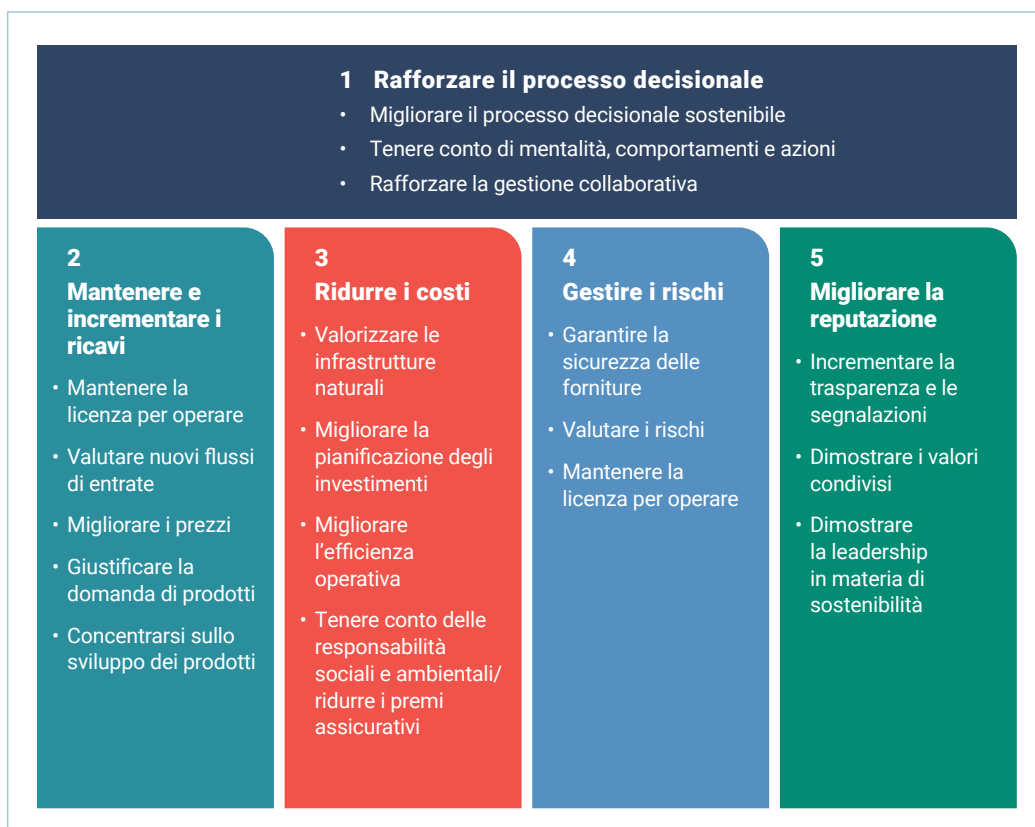 1 Rafforzare il processo decisionale
• Migliorare il processo decisionale sostenibile
• Tenere conto di mentalità, comportamenti e azioni
• Rafforzare la gestione collaborativa
2
Mantenere e
incrementare i
ricavi
• Mantenere la
licenza per operare
• Valutare nuovi flussi
di entrate
• Migliorare i prezzi
• Giustificare la
domanda di prodotti
• Concentrarsi sullo
sviluppo dei prodotti
3
Ridurre i costi
• Valorizzare le
infrastrutture
naturali
• Migliorare la
pianificazione degli
investimenti
• Migliorare
l’efficienza
operativa
• Tenere conto delle
responsabilità
sociali e ambientali/
ridurre i premi
assicurativi
4
Gestire i rischi
• Garantire la
sicurezza delle
forniture
• Valutare i rischi
• Mantenere la
licenza per operare
5
Migliorare la
reputazione
• Incrementare la
trasparenza e le
segnalazioni
• Dimostrare i valori
condivisi
• Dimostrare
la leadership
in materia di
sostenibilità